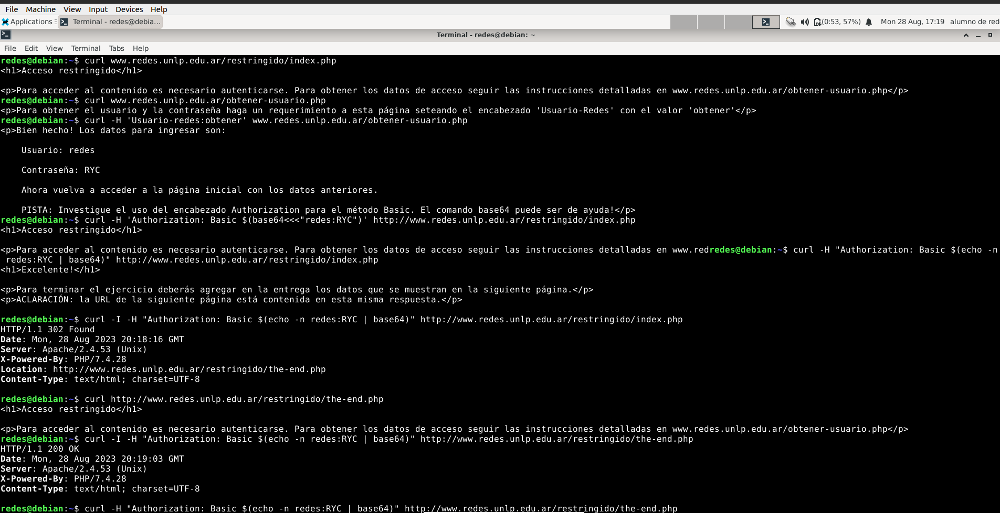 File Machine View Input Devices Help
Applications Terminal - redes@debia... (0:53, 57%) Mon 28 Aug, 17:19 alumno de red
Terminal - redes@debian: ~
File Edit View Terminal Tabs Help
redes@debian:~$ curl www.redes.unlp.edu.ar/restringido/index.php
<h1>Acceso restringido</h1>
<p>Para acceder al contenido es necesario autenticarse. Para obtener los datos de acceso seguir las instrucciones detalladas en www.redes.unlp.edu.ar/obtener-usuario.php</p>
redes@debian:~$ curl www.redes.unlp.edu.ar/obtener-usuario.php
<p>Para obtener el usuario y la contraseña haga un requerimiento a esta página seteando el encabezado 'Usuario-Redes' con el valor 'obtener'</p>
redes@debian:~$ curl -H 'Usuario-redes:obtener' www.redes.unlp.edu.ar/obtener-usuario.php
<p>Bien hecho! Los datos para ingresar son:
Usuario: redes
Contraseña: RYC
Ahora vuelva a acceder a la página inicial con los datos anteriores.
PISTA: Investigue el uso del encabezado Authorization para el método Basic. El comando base64 puede ser de ayuda!</p>
redes@debian:~$ curl -H 'Authorization: Basic $(base64<<<"redes:RYC")' http://www.redes.unlp.edu.ar/restringido/index.php
<h1>Acceso restringido</h1>
<p>Para acceder al contenido es necesario autenticarse. Para obtener los datos de acceso seguir las instrucciones detalladas en www.redredes@debian:~$ curl -H "Authorization: Basic $(echo -n
redes:RYC | base64)" http://www.redes.unlp.edu.ar/restringido/index.php
<h1>Excelente!</h1>
<p>Para terminar el ejercicio deberás agregar en la entrega los datos que se muestran en la siguiente página.</p>
<p>ACLARACIÓN: la URL de la siguiente página está contenida en esta misma respuesta.</p>
redes@debian:~$ curl -I -H "Authorization: Basic $(echo -n redes:RYC | base64)" http://www.redes.unlp.edu.ar/restringido/index.php
HTTP/1.1 302 Found
Date: Mon, 28 Aug 2023 20:18:16 GMT
Server: Apache/2.4.53 (Unix)
X-Powered-By: PHP/7.4.28
Location: http://www.redes.unlp.edu.ar/restringido/the-end.php
Content-Type: text/html; charset=UTF-8
redes@debian:~$ curl http://www.redes.unlp.edu.ar/restringido/the-end.php
<h1>Acceso restringido</h1>
<p>Para acceder al contenido es necesario autenticarse. Para obtener los datos de acceso seguir las instrucciones detalladas en www.redes.unlp.edu.ar/obtener-usuario.php</p>
redes@debian:~$ curl -I -H "Authorization: Basic $(echo -n redes:RYC | base64)" http://www.redes.unlp.edu.ar/restringido/the-end.php
HTTP/1.1 200 OK
Date: Mon, 28 Aug 2023 20:19:03 GMT
Server: Apache/2.4.53 (Unix)
X-Powered-By: PHP/7.4.28
Content-Type: text/html; charset=UTF-8
redes@debian:~$ curl -H "Authorization: Basic $(echo -n redes:RYC | base64)" http://www.redes.unlp.edu.ar/restringido/the-end.php